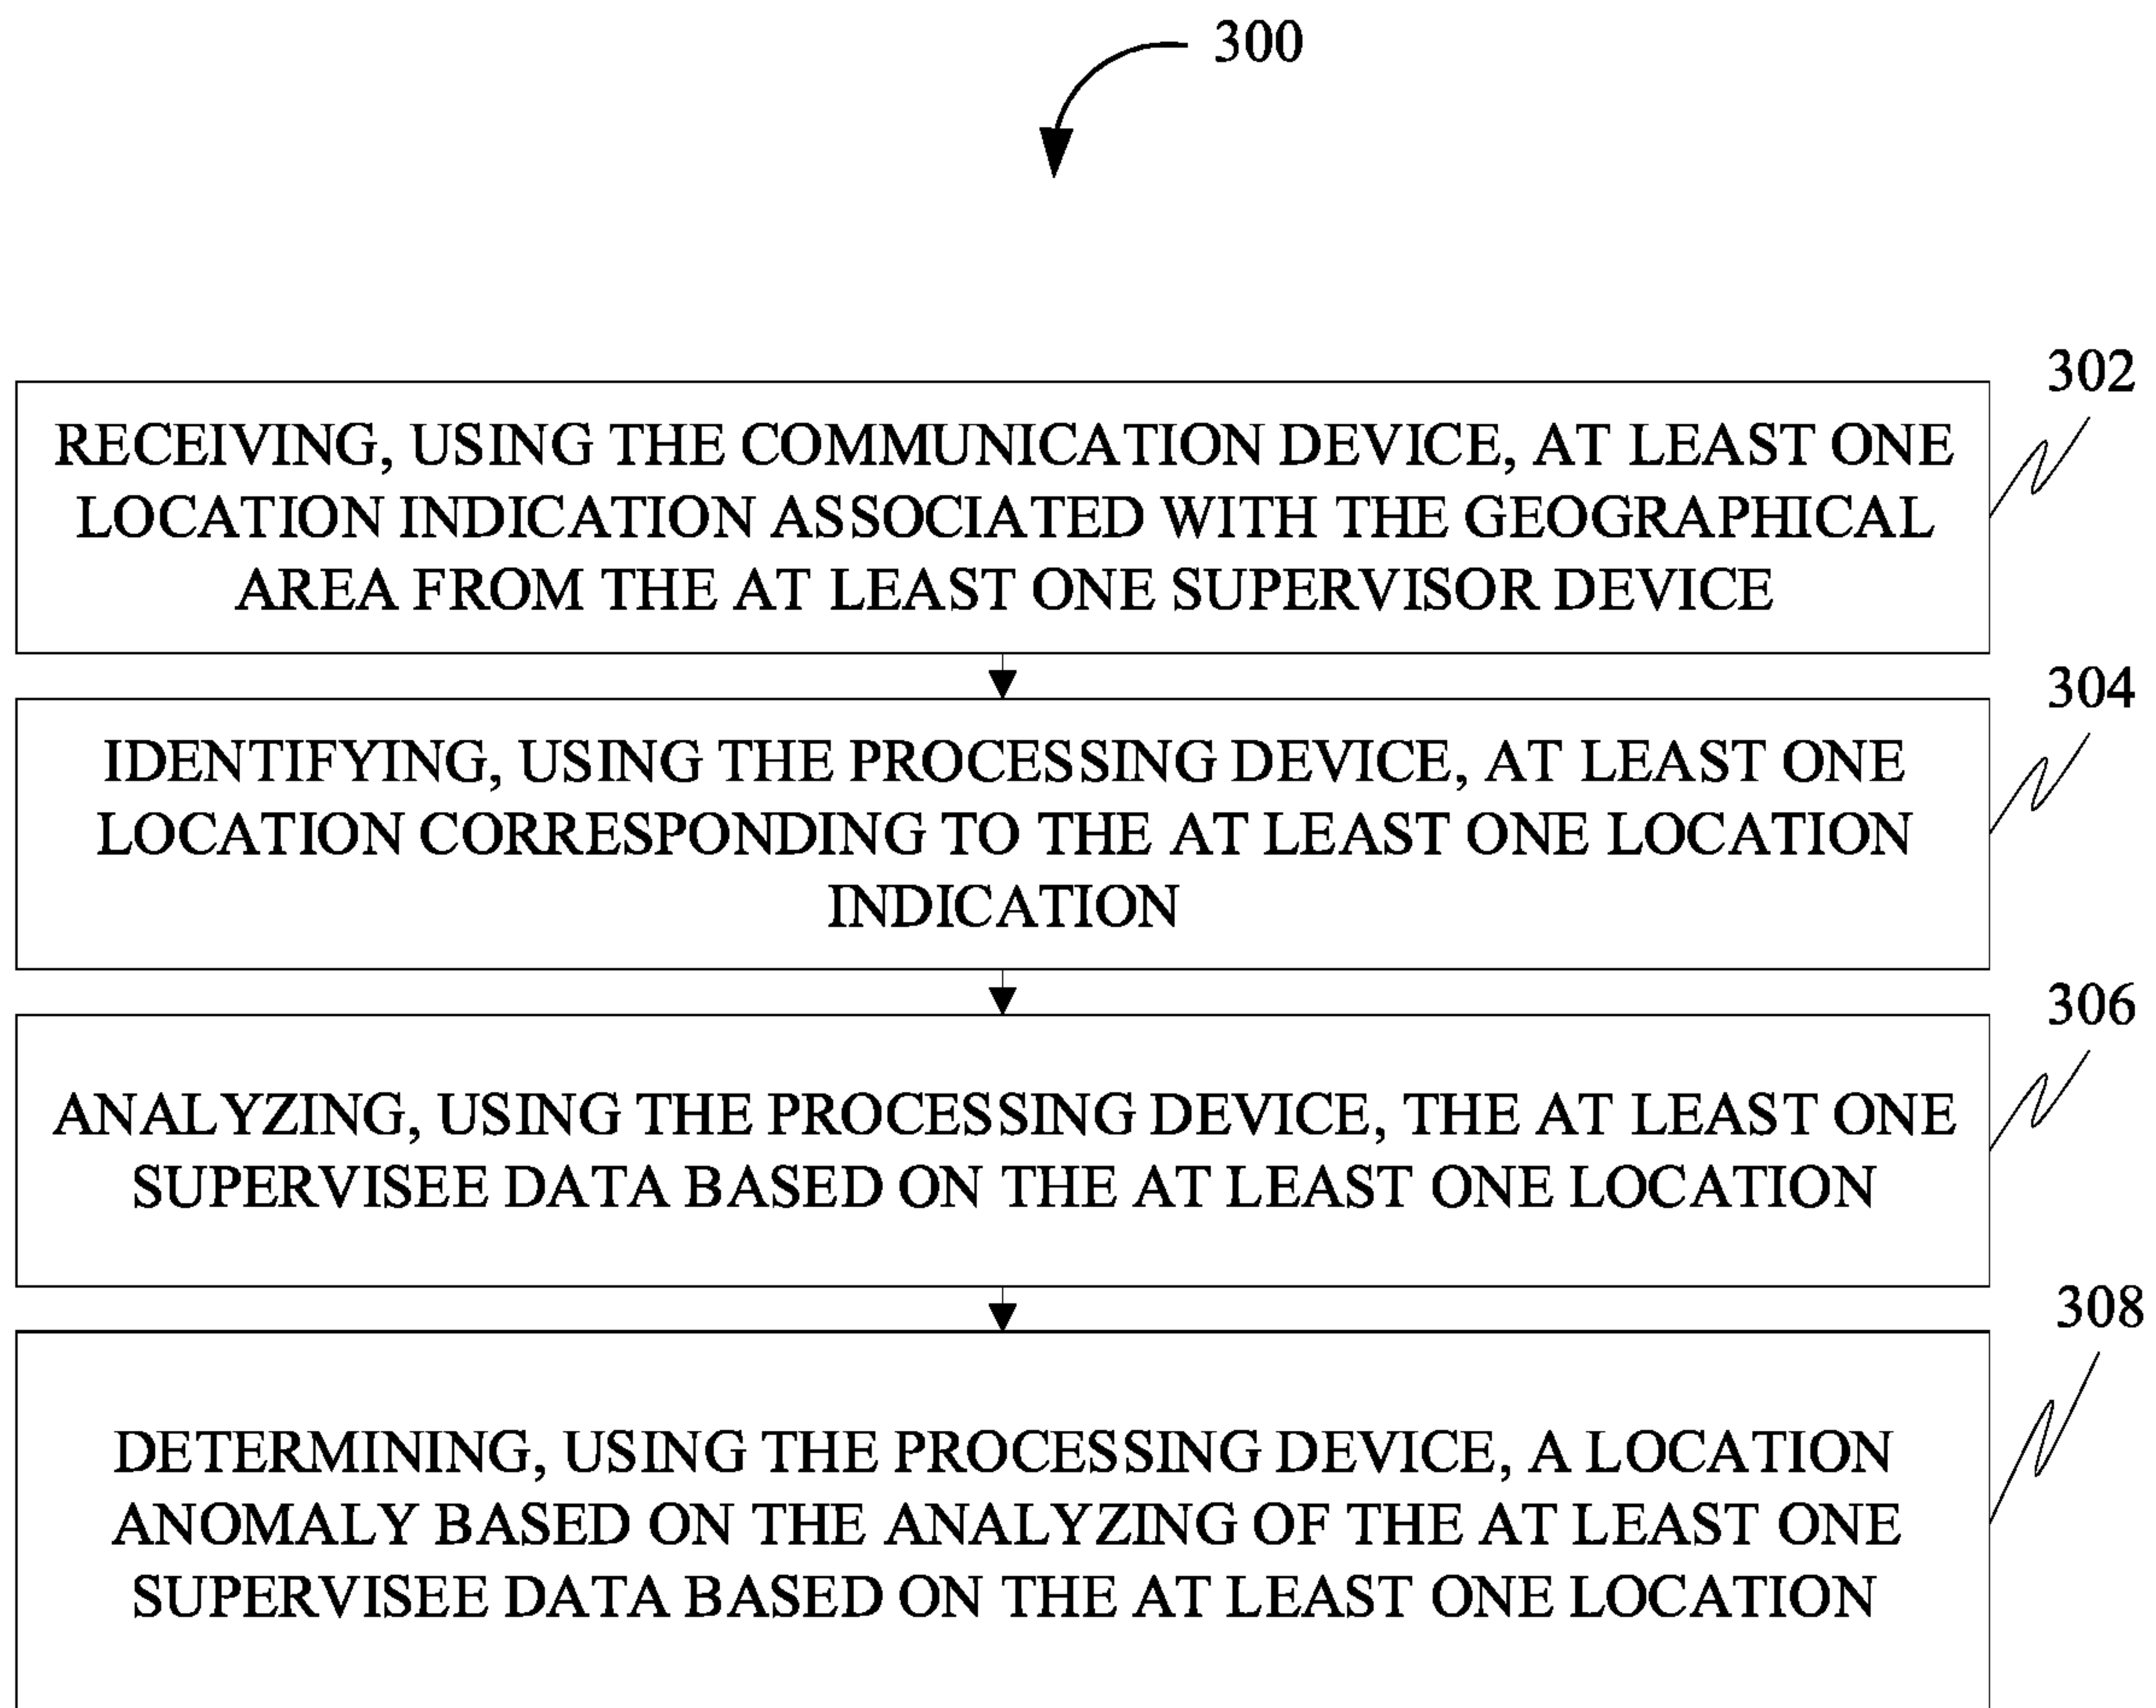 300
302
RECEIVING, USING THE COMMUNICATION DEVICE, AT LEAST ONE
LOCATION INDICATION ASSOCIATED WITH THE GEOGRAPHICAL
AREA FROM THE AT LEAST ONE SUPERVISOR DEVICE
304
IDENTIFYING, USING THE PROCESSING DEVICE, AT LEAST ONE
LOCATION CORRESPONDING TO THE AT LEAST ONE LOCATION
INDICATION
306
ANALYZING, USING THE PROCESSING DEVICE, THE AT LEAST ONE
SUPERVISEE DATA BASED ON THE AT LEAST ONE LOCATION
308
DETERMINING, USING THE PROCESSING DEVICE, A LOCATION
ANOMALY BASED ON THE ANALYZING OF THE AT LEAST ONE
SUPERVISEE DATA BASED ON THE AT LEAST ONE LOCATION